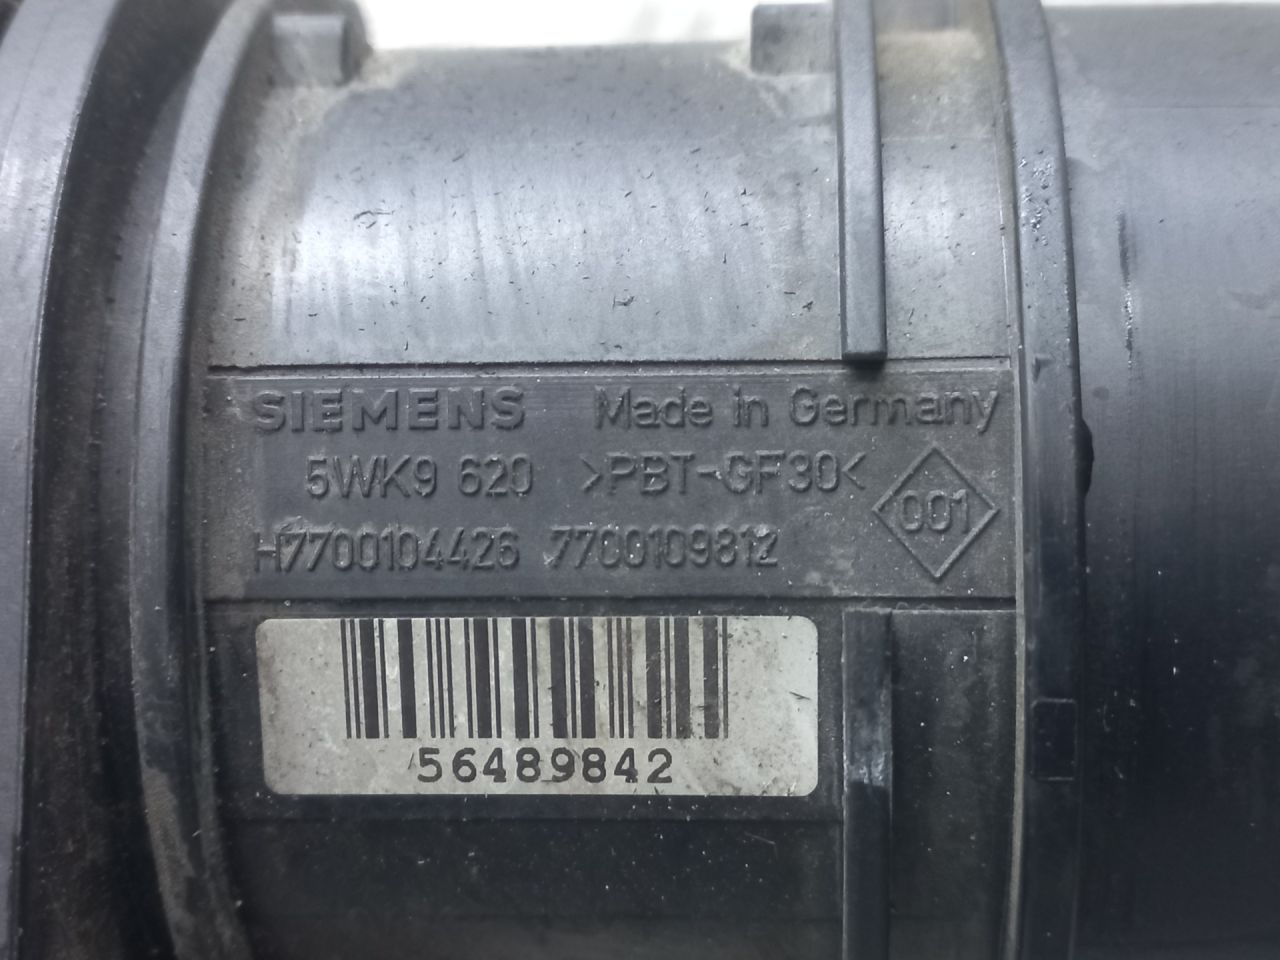 SIEMENS Made in Germany
5WK9 620 >PBT-GF30< 001
H7700104426 7700109812
56489842